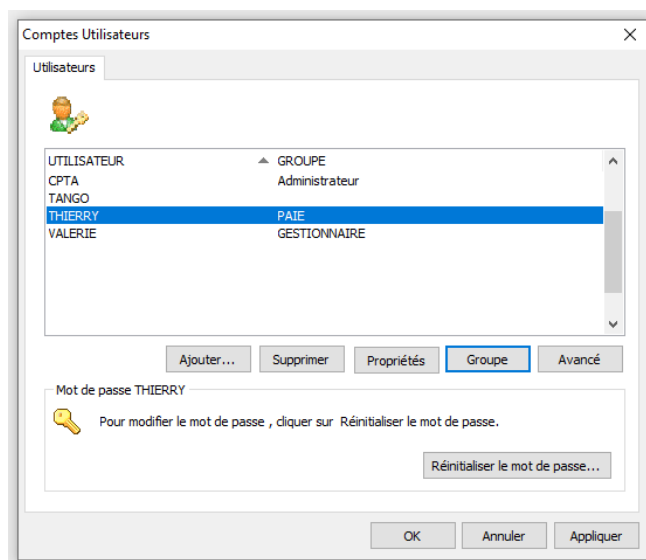 Comptes Utilisateurs
Utilisateurs
UTILISATEUR GROUPE
CPTA Administrateur
TANGO
THIERRY PAIE
VALERIE GESTIONNAIRE
Ajouter... Supprimer Propriétés Groupe Avancé
Mot de passe THIERRY
Pour modifier le mot de passe , cliquer sur Réinitialiser le mot de passe.
Réinitialiser le mot de passe...
OK Annuler Appliquer